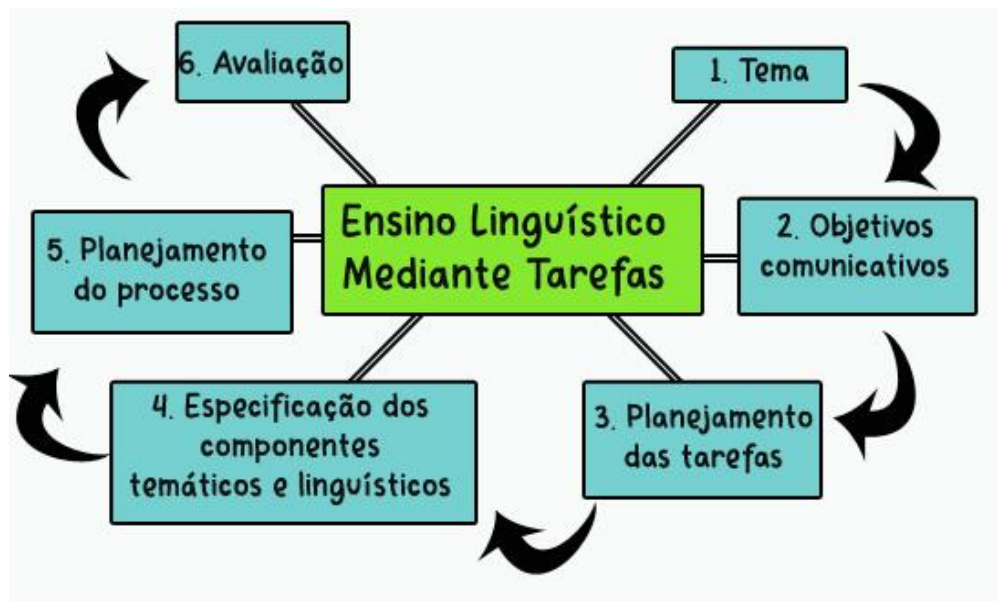 Ensino Linguístico
Mediante Tarefas
1. Tema
2. Objetivos
comunicativos
3. Planejamento
das tarefas
4. Especificação dos
componentes
temáticos e linguísticos
5. Planejamento
do processo
6. Avaliação